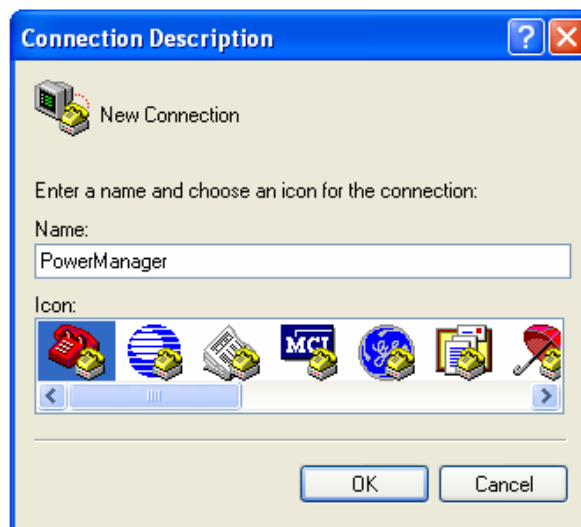 Connection Description
New Connection
Enter a name and choose an icon for the connection:
Name:
PowerManager
Icon:
MCI
OK Cancel